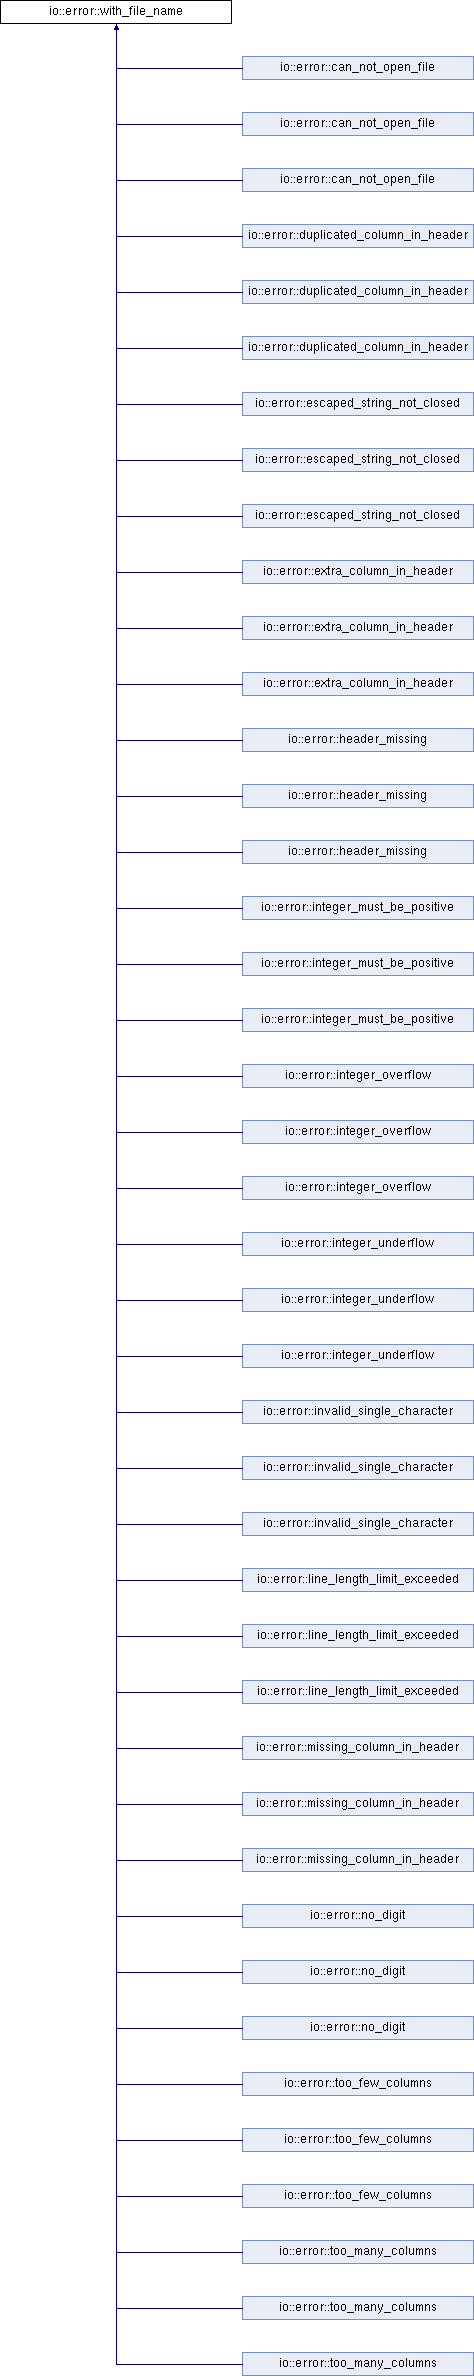 io::error::with_file_name
io::error::can_not_open_file
io::error::can_not_open_file
io::error::can_not_open_file
io::error::duplicated_column_in_header
io::error::duplicated_column_in_header
io::error::duplicated_column_in_header
io::error::escaped_string_not_closed
io::error::escaped_string_not_closed
io::error::escaped_string_not_closed
io::error::extra_column_in_header
io::error::extra_column_in_header
io::error::extra_column_in_header
io::error::header_missing
io::error::header_missing
io::error::header_missing
io::error::integer_must_be_positive
io::error::integer_must_be_positive
io::error::integer_must_be_positive
io::error::integer_overflow
io::error::integer_overflow
io::error::integer_overflow
io::error::integer_underflow
io::error::integer_underflow
io::error::integer_underflow
io::error::invalid_single_character
io::error::invalid_single_character
io::error::invalid_single_character
io::error::line_length_limit_exceeded
io::error::line_length_limit_exceeded
io::error::line_length_limit_exceeded
io::error::missing_column_in_header
io::error::missing_column_in_header
io::error::missing_column_in_header
io::error::no_digit
io::error::no_digit
io::error::no_digit
io::error::too_few_columns
io::error::too_few_columns
io::error::too_few_columns
io::error::too_many_columns
io::error::too_many_columns
io::error::too_many_columns